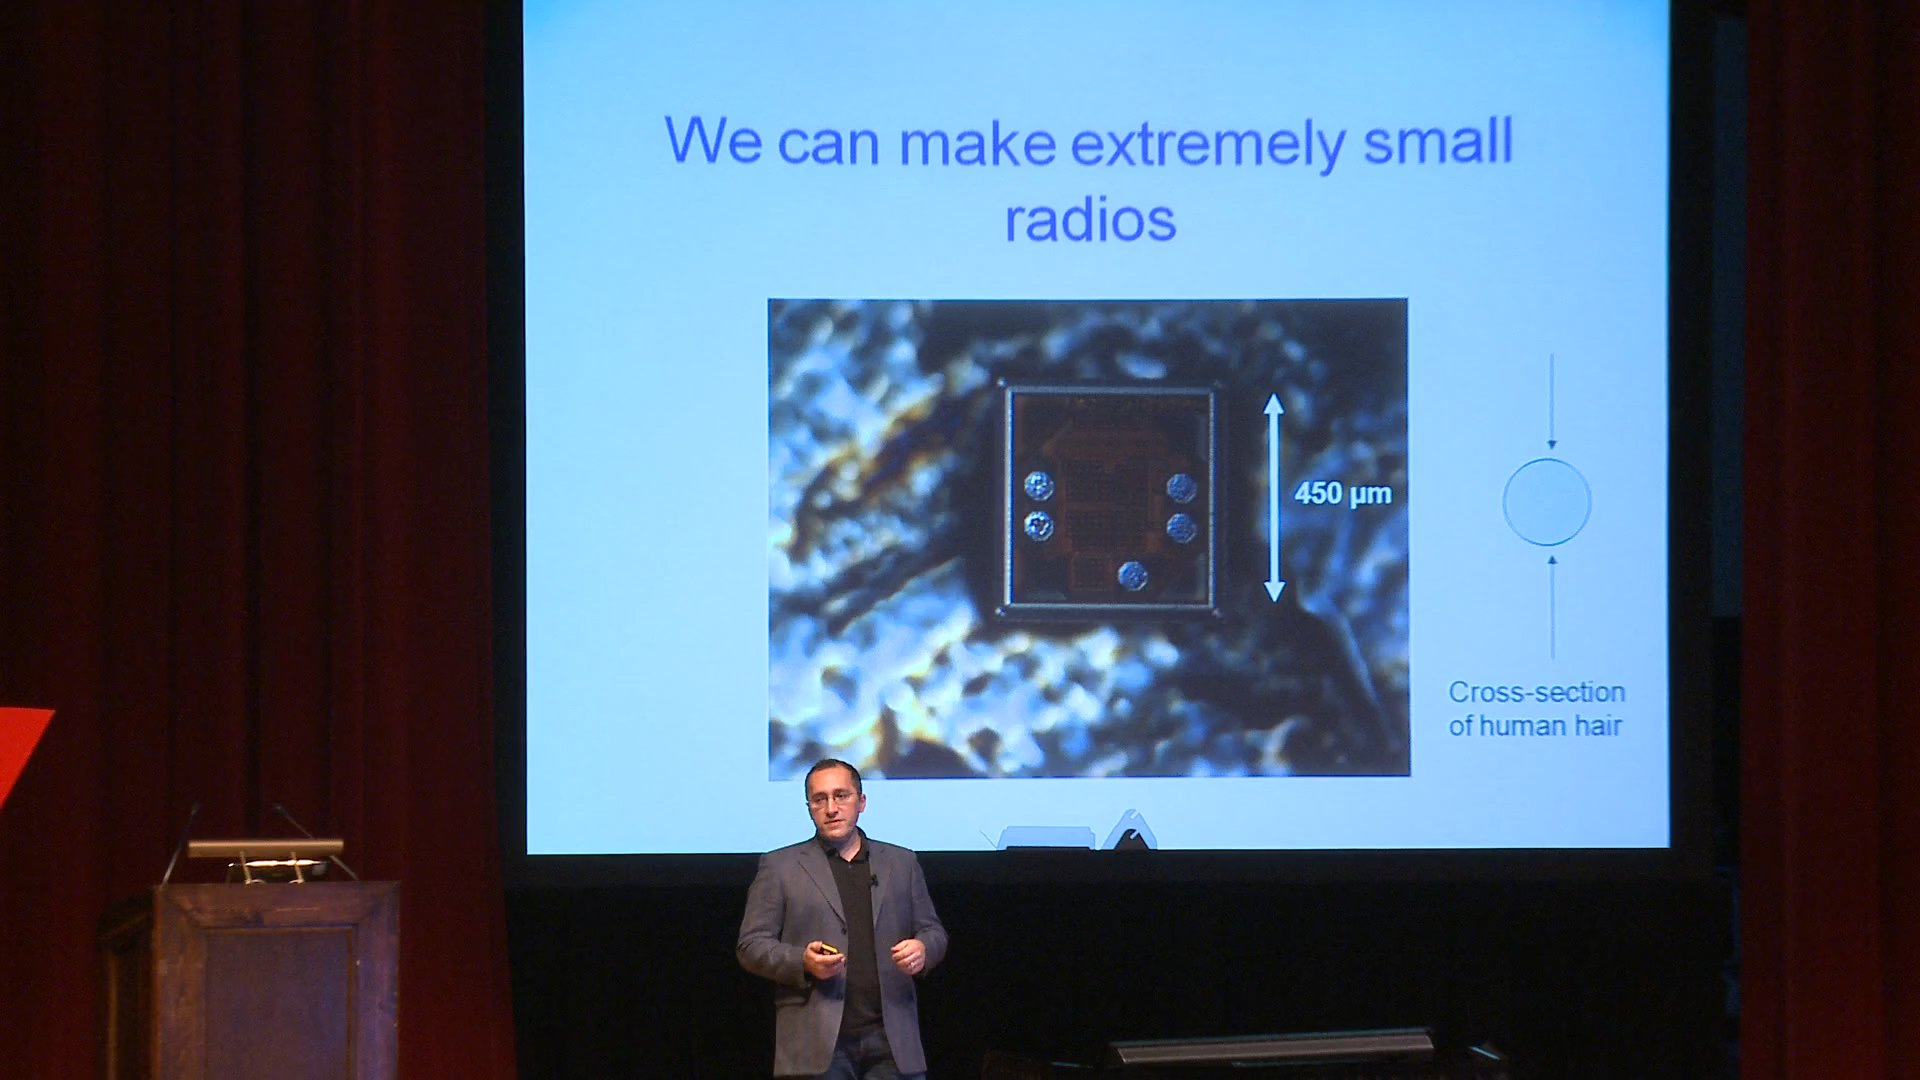 We can make extremely small
radios
450 µm
Cross-section
of human hair